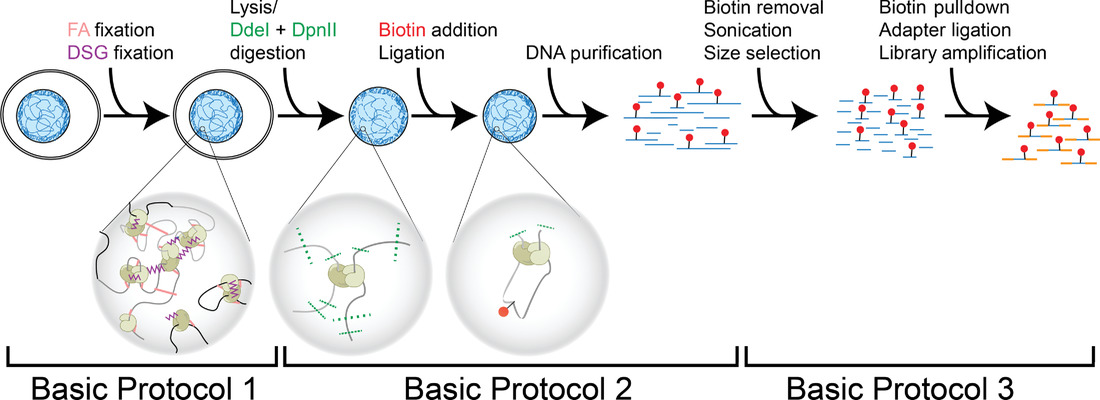 FA fixation
DSG fixation
Lysis/
DdeI + DpnII
digestion
Biotin addition
Ligation
DNA purification
Biotin removal
Sonication
Size selection
Biotin pulldown
Adapter ligation
Library amplification
Basic Protocol 1
Basic Protocol 2
Basic Protocol 3